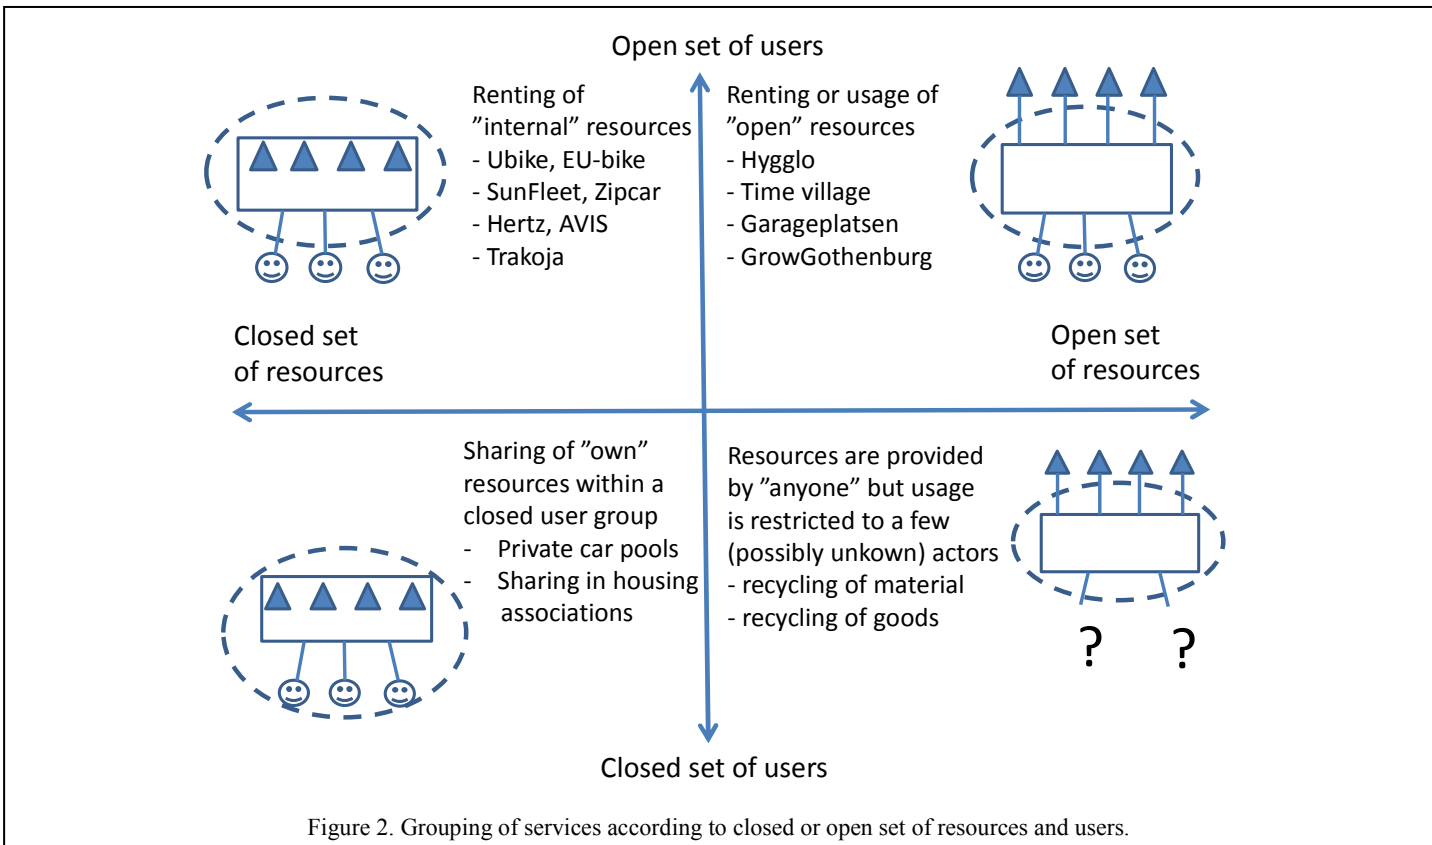 Open set of users
Renting of
”internal” resources
- Ubike, EU-bike
- SunFleet, Zipcar
- Hertz, AVIS
- Trakoja
Renting or usage of
”open” resources
- Hygglo
- Time village
- Garageplatsen
- GrowGothenburg
Closed set
of resources
Open set
of resources
Sharing of ”own”
resources within a
closed user group
- Private car pools
- Sharing in housing
associations
Resources are provided
by ”anyone” but usage
is restricted to a few
(possibly unkown) actors
- recycling of material
- recycling of goods
? ?
Closed set of users
Figure 2. Grouping of services according to closed or open set of resources and users.